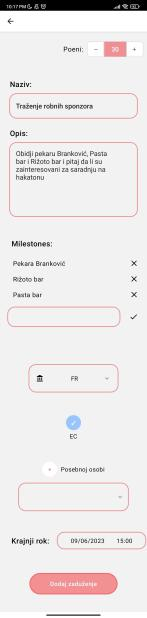 10:17 PM
Poeni: - 30 +
Naziv:
Traženje robnih sponzora
Opis:
Obidji pekaru Branković, Pasta
bar i Rižoto bar i pitaj da li su
zainteresovani za saradnju na
hakatonu
Milestones:
Pekara Branković
Rižoto bar
Pasta bar
FR
EC
Posebnoj osobi
Krajnji rok: 09/06/2023 15:00
Dodaj zaduženje